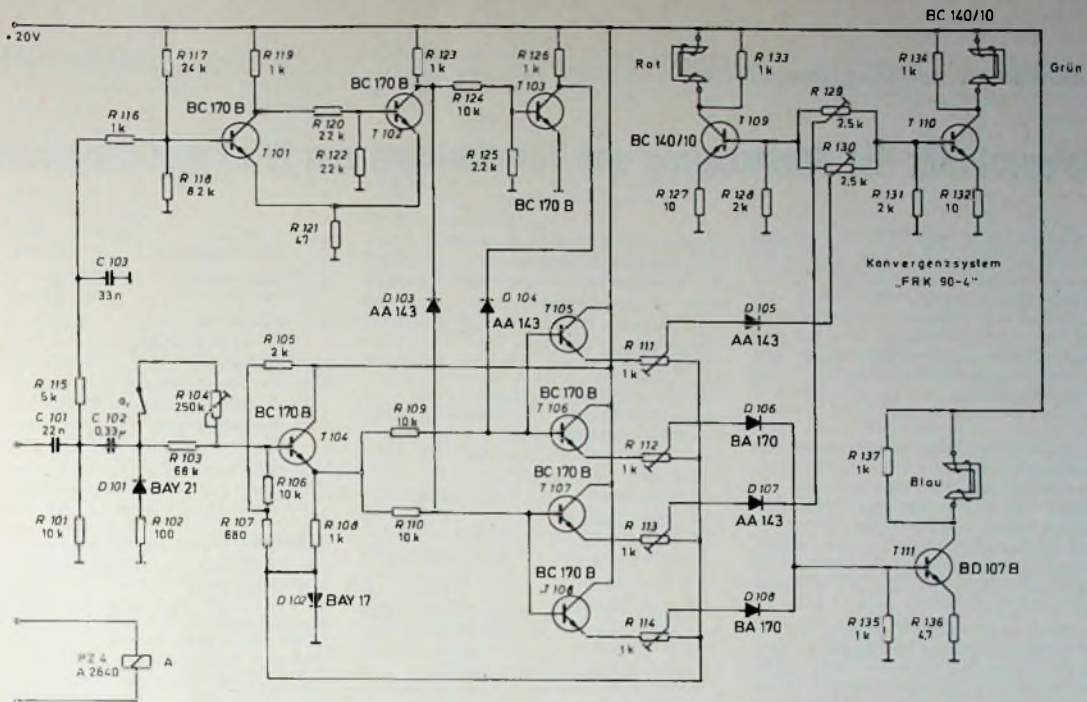 BC 140/10
+20V
R 117
24 k
R 119
1 k
R 123
1 k
R 126
1 k
Rot
R 133
1 k
R 134
1 k
Grün
BC 170 B
BC 170 B
T 103
R 116
1 k
R 120
22 k
T 102
R 124
10 k
R 129
2,5 k
T 109
T 110
T 101
BC 140/10
R 130
2,5 k
R 118
8,2 k
R 122
22 k
R 125
2,2 k
BC 170 B
R 127
10
R 128
2 k
R 131
2 k
R 132
10
R 121
47
C 103
33 n
Konvergenzsystem
„FRK 90-4"
D 103
AA 143
D 104
AA 143
T 105
D 105
AA 143
R 105
2 k
R 111
1 k
R 115
5 k
R 104
250 k
BC 170 B
C 101
22 n
C 102
0,33 µ
T 104
R 109
10 k
BC 170 B
T 106
D 106
BA 170
R 103
68 k
R 112
1 k
R 137
1 k
Blau
D 101
BAY 21
R 106
10 k
BC 170 B
T 107
D 107
AA 143
R 101
10 k
R 102
100
R 107
680
R 108
1 k
R 110
10 k
R 113
1 k
BC 170 B
T 108
T 111
BD 107 B
D 102
BAY 17
D 108
BA 170
R 114
1 k
R 135
1 k
R 136
4,7
PZ 4
A 2640
A